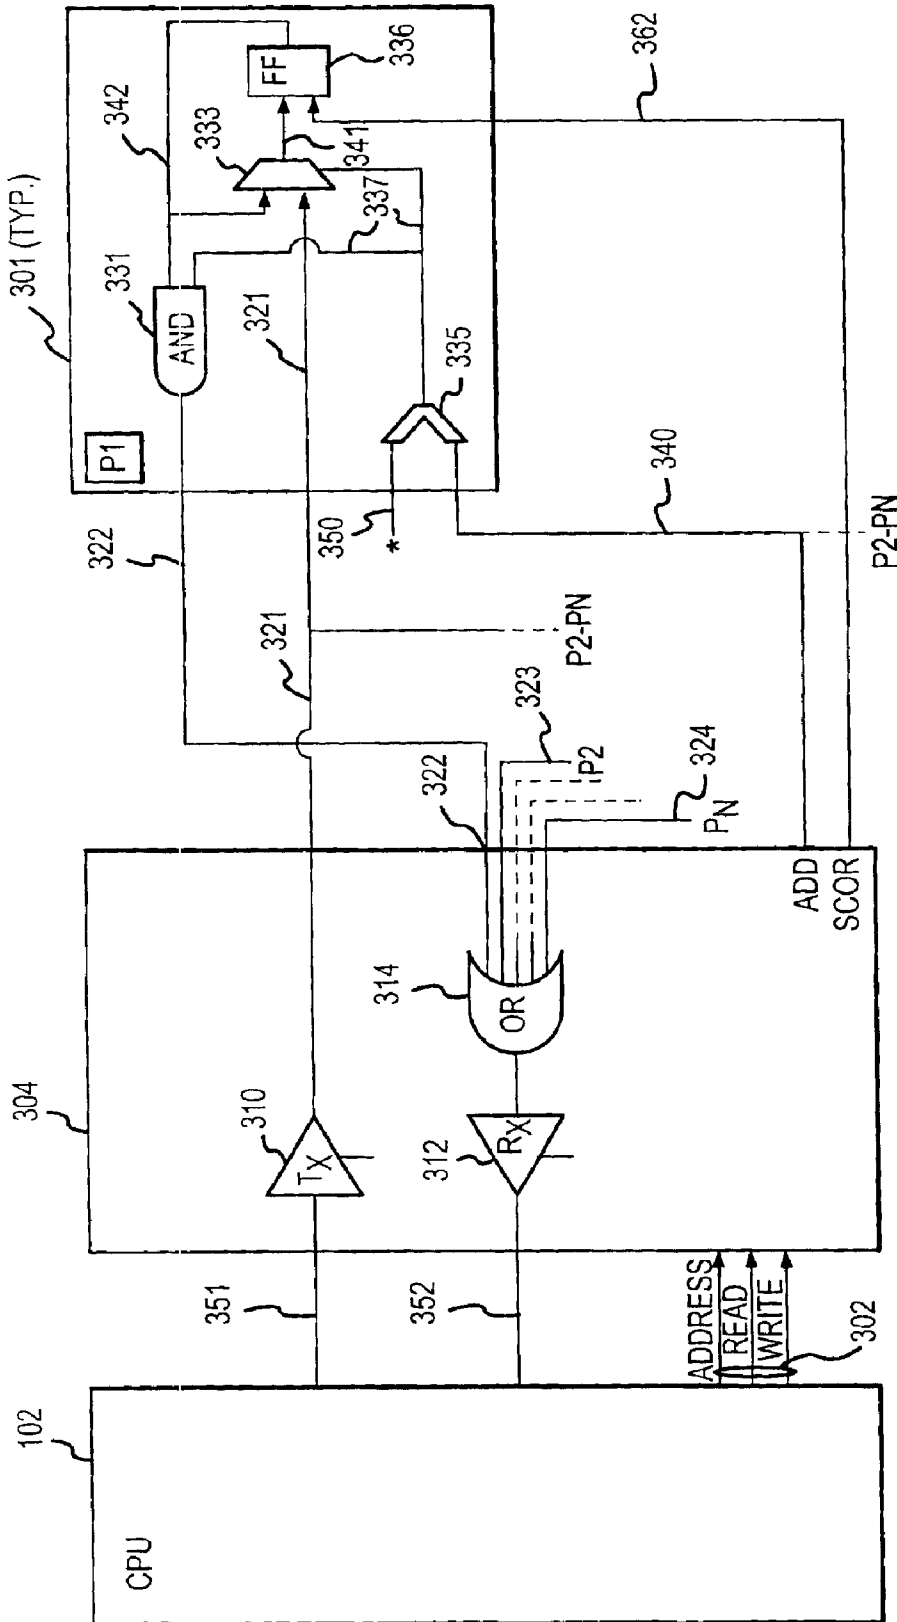 301 (TYP.)
342
331
333
FF
336
341
337
362
AND
321
335
P1
322
350
*
340
P2-PN
321
P2-PN
323
P2
322
324
PN
ADD
SCOR
304
314
OR
310
TX
312
RX
351
352
ADDRESS
READ
WRITE
302
102
CPU